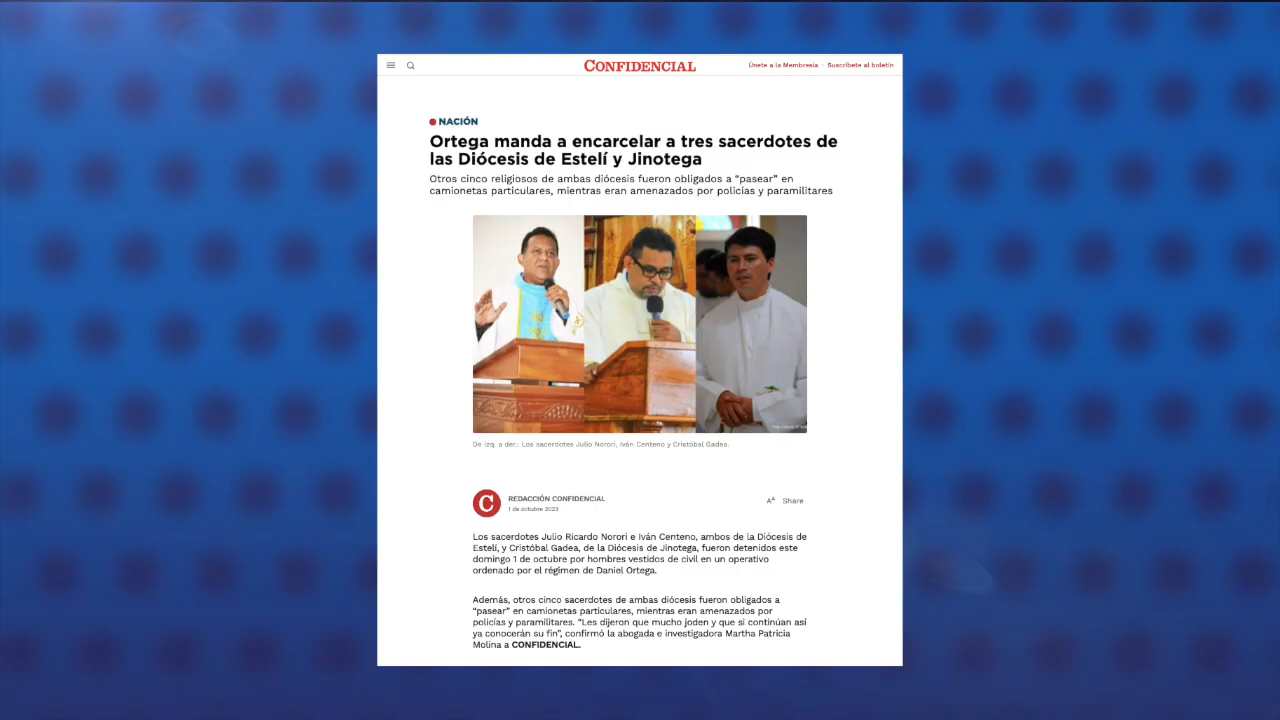 CONFIDENCIAL
Únete a la Membresía · Suscríbete al boletín
NACIÓN
Ortega manda a encarcelar a tres sacerdotes de
las Diócesis de Estelí y Jinotega
Otros cinco religiosos de ambas diócesis fueron obligados a “pasear” en
camionetas particulares, mientras eran amenazados por policías y paramilitares
De izq. a der.: Los sacerdotes Julio Norori, Iván Centeno y Cristóbal Gadea.
C
REDACCIÓN CONFIDENCIAL
1 de octubre 2023
AA Share
Los sacerdotes Julio Ricardo Norori e Iván Centeno, ambos de la Diócesis de
Estelí, y Cristóbal Gadea, de la Diócesis de Jinotega, fueron detenidos este
domingo 1 de octubre por hombres vestidos de civil en un operativo
ordenado por el régimen de Daniel Ortega.
Además, otros cinco sacerdotes de ambas diócesis fueron obligados a
“pasear” en camionetas particulares, mientras eran amenazados por
policías y paramilitares. “Les dijeron que mucho joden y que si continúan así
ya conocerán su fin”, confirmó la abogada e investigadora Martha Patricia
Molina a CONFIDENCIAL.